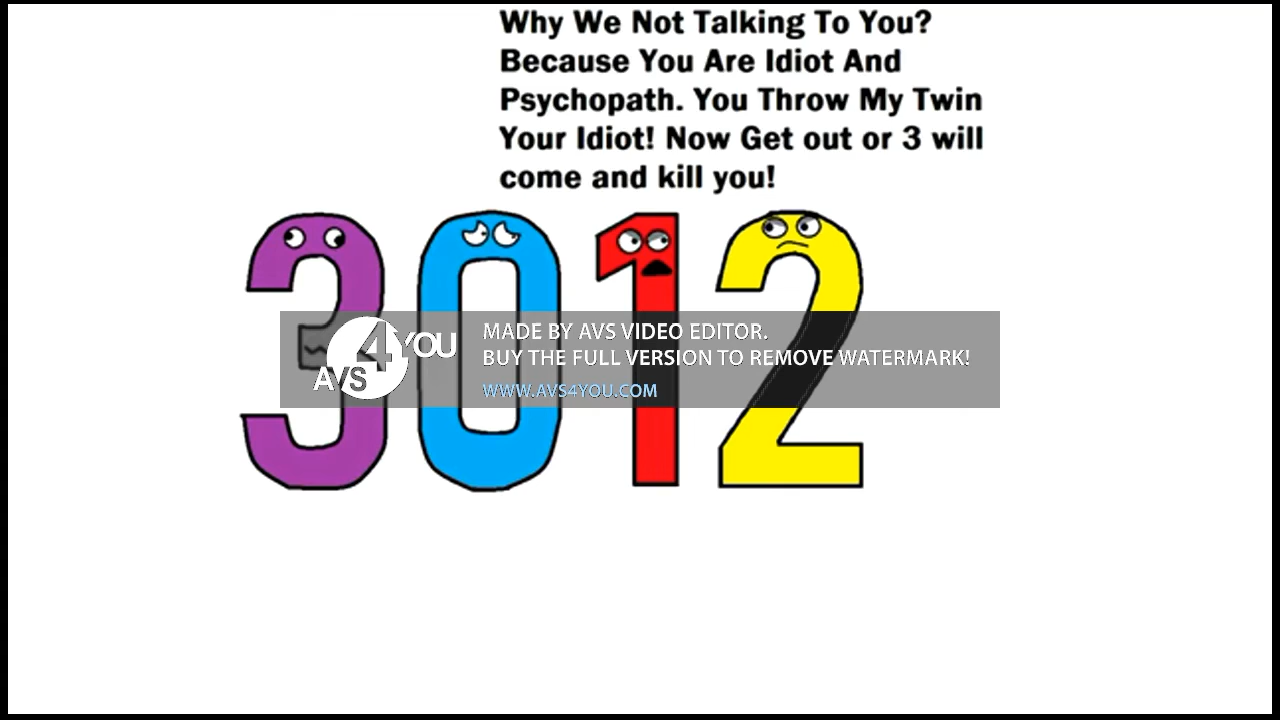 Why We Not Talking To You?
Because You Are Idiot And
Psychopath. You Throw My Twin
Your Idiot! Now Get out or 3 will
come and kill you!
3012
AVS4YOU
MADE BY AVS VIDEO EDITOR.
BUY THE FULL VERSION TO REMOVE WATERMARK!
WWW.AVS4YOU.COM